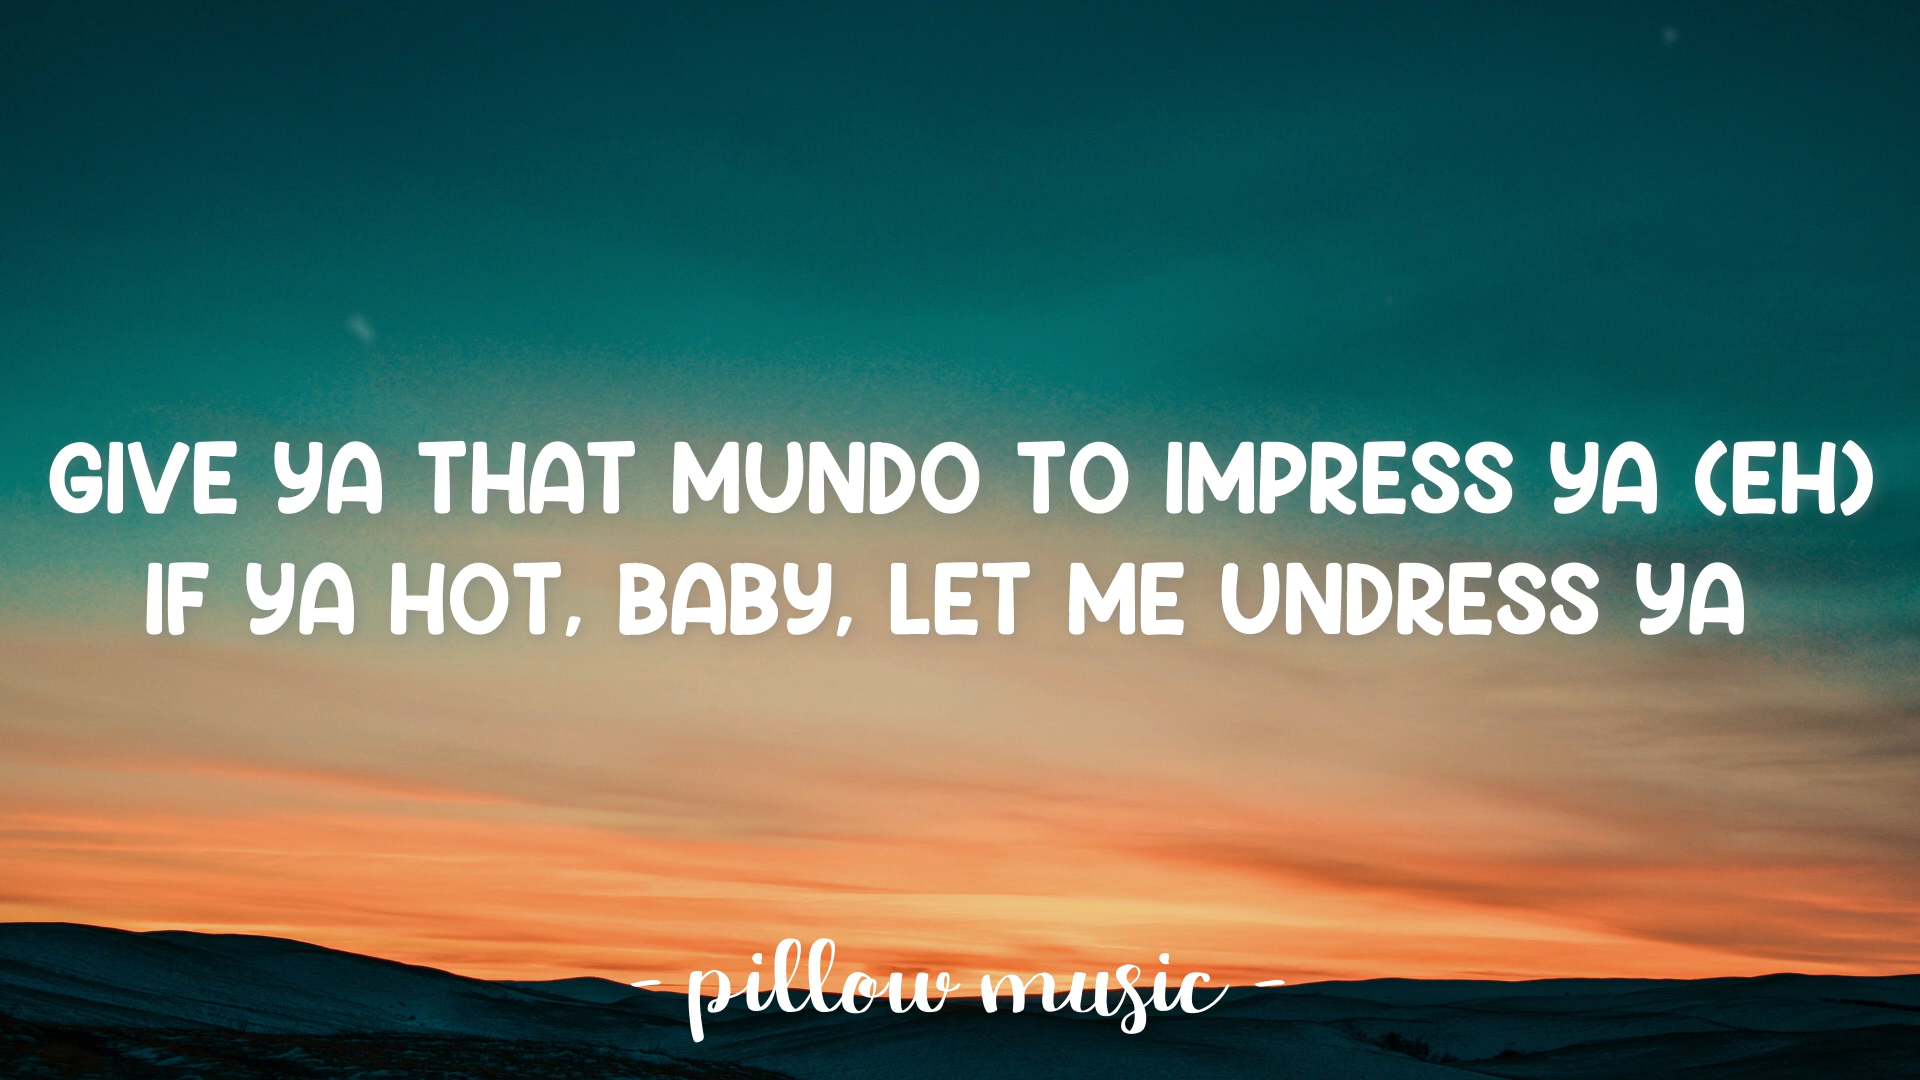 GIVE YA THAT MUNDO TO IMPRESS YA (EH)
IF YA HOT, BABY, LET ME UNDRESS YA
- pillow music -